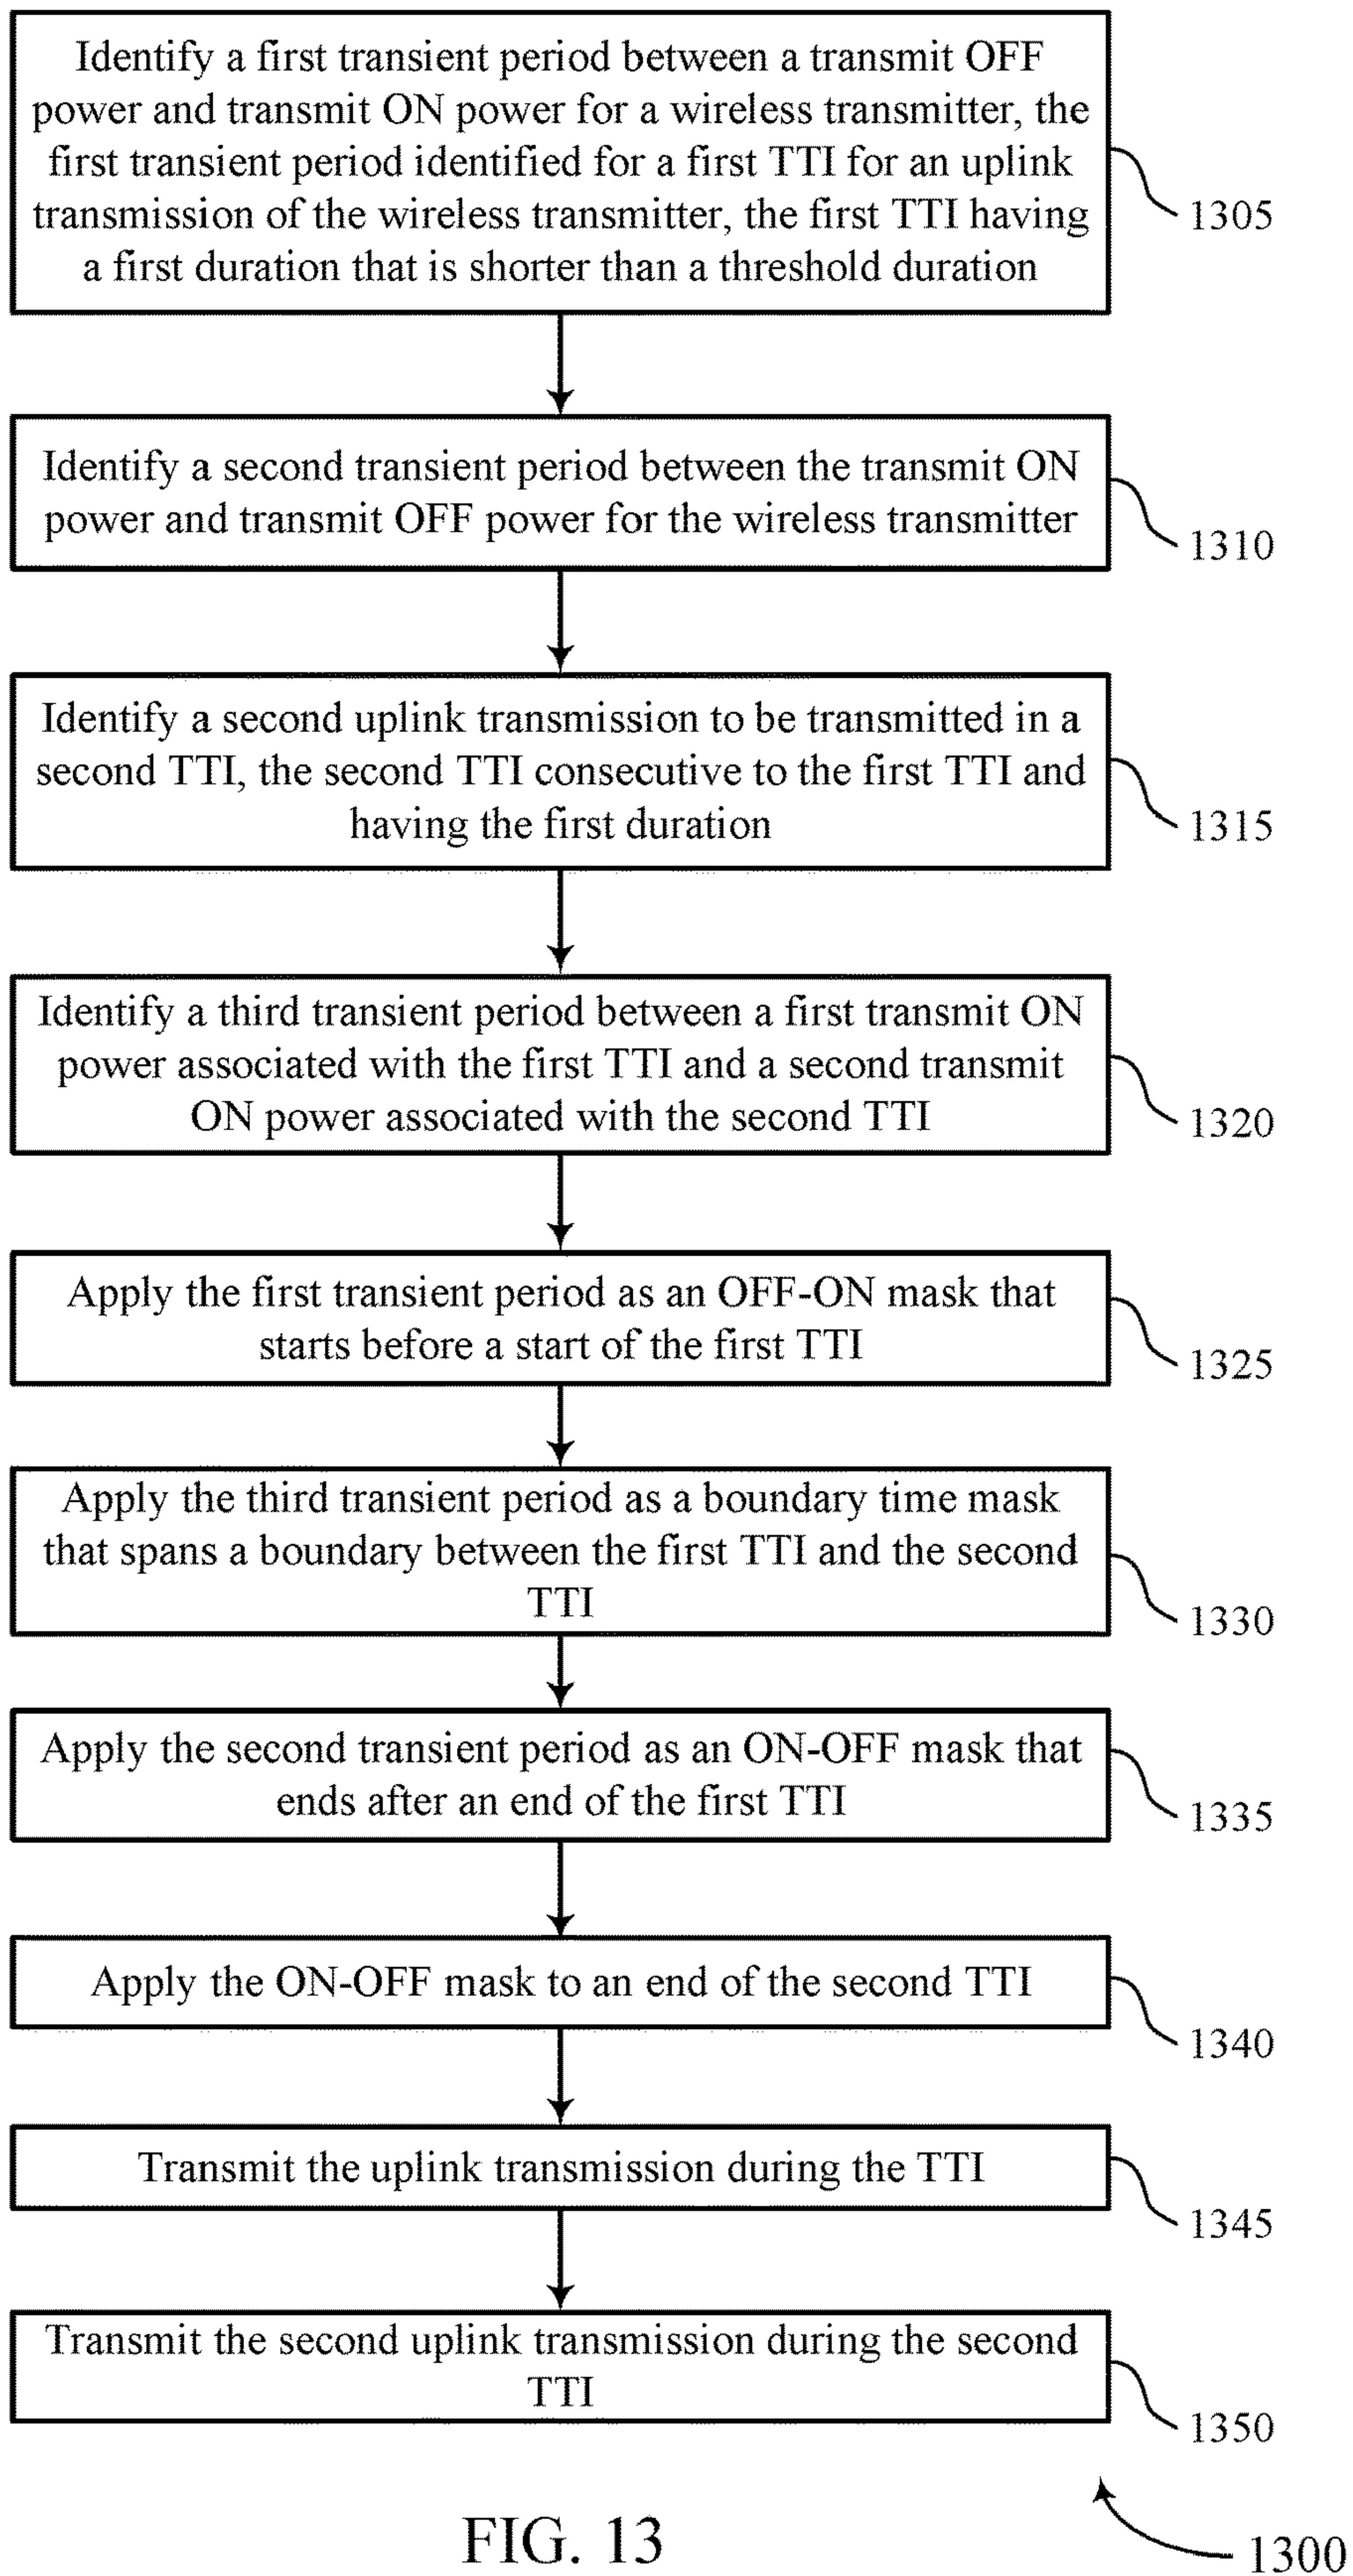 Identify a first transient period between a transmit OFF
power and transmit ON power for a wireless transmitter, the
first transient period identified for a first TTI for an uplink
transmission of the wireless transmitter, the first TTI having
a first duration that is shorter than a threshold duration
1305
Identify a second transient period between the transmit ON
power and transmit OFF power for the wireless transmitter
1310
Identify a second uplink transmission to be transmitted in a
second TTI, the second TTI consecutive to the first TTI and
having the first duration
1315
Identify a third transient period between a first transmit ON
power associated with the first TTI and a second transmit
ON power associated with the second TTI
1320
Apply the first transient period as an OFF-ON mask that
starts before a start of the first TTI
1325
Apply the third transient period as a boundary time mask
that spans a boundary between the first TTI and the second
TTI
1330
Apply the second transient period as an ON-OFF mask that
ends after an end of the first TTI
1335
Apply the ON-OFF mask to an end of the second TTI
1340
Transmit the uplink transmission during the TTI
1345
Transmit the second uplink transmission during the second
TTI
1350
FIG. 13
1300